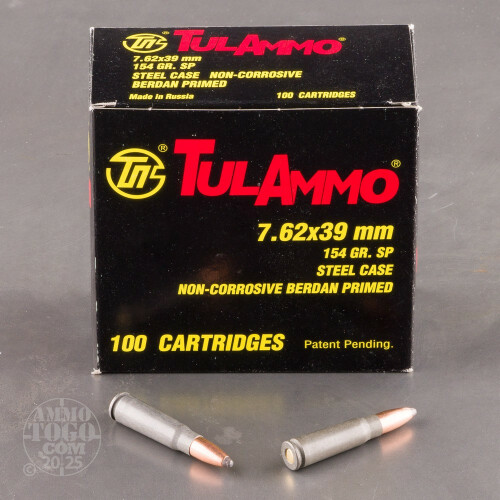 TULAMMO®
7.62x39 mm
154 GR. SP
STEEL CASE NON-CORROSIVE
BERDAN PRIMED
Made in Russia
100 CARTRIDGES
® TULAMMO®
7.62x39 mm
154 GR. SP
STEEL CASE
NON-CORROSIVE BERDAN PRIMED
100 CARTRIDGES
Patent Pending.
AMMO
TOGO
.COM
©2025